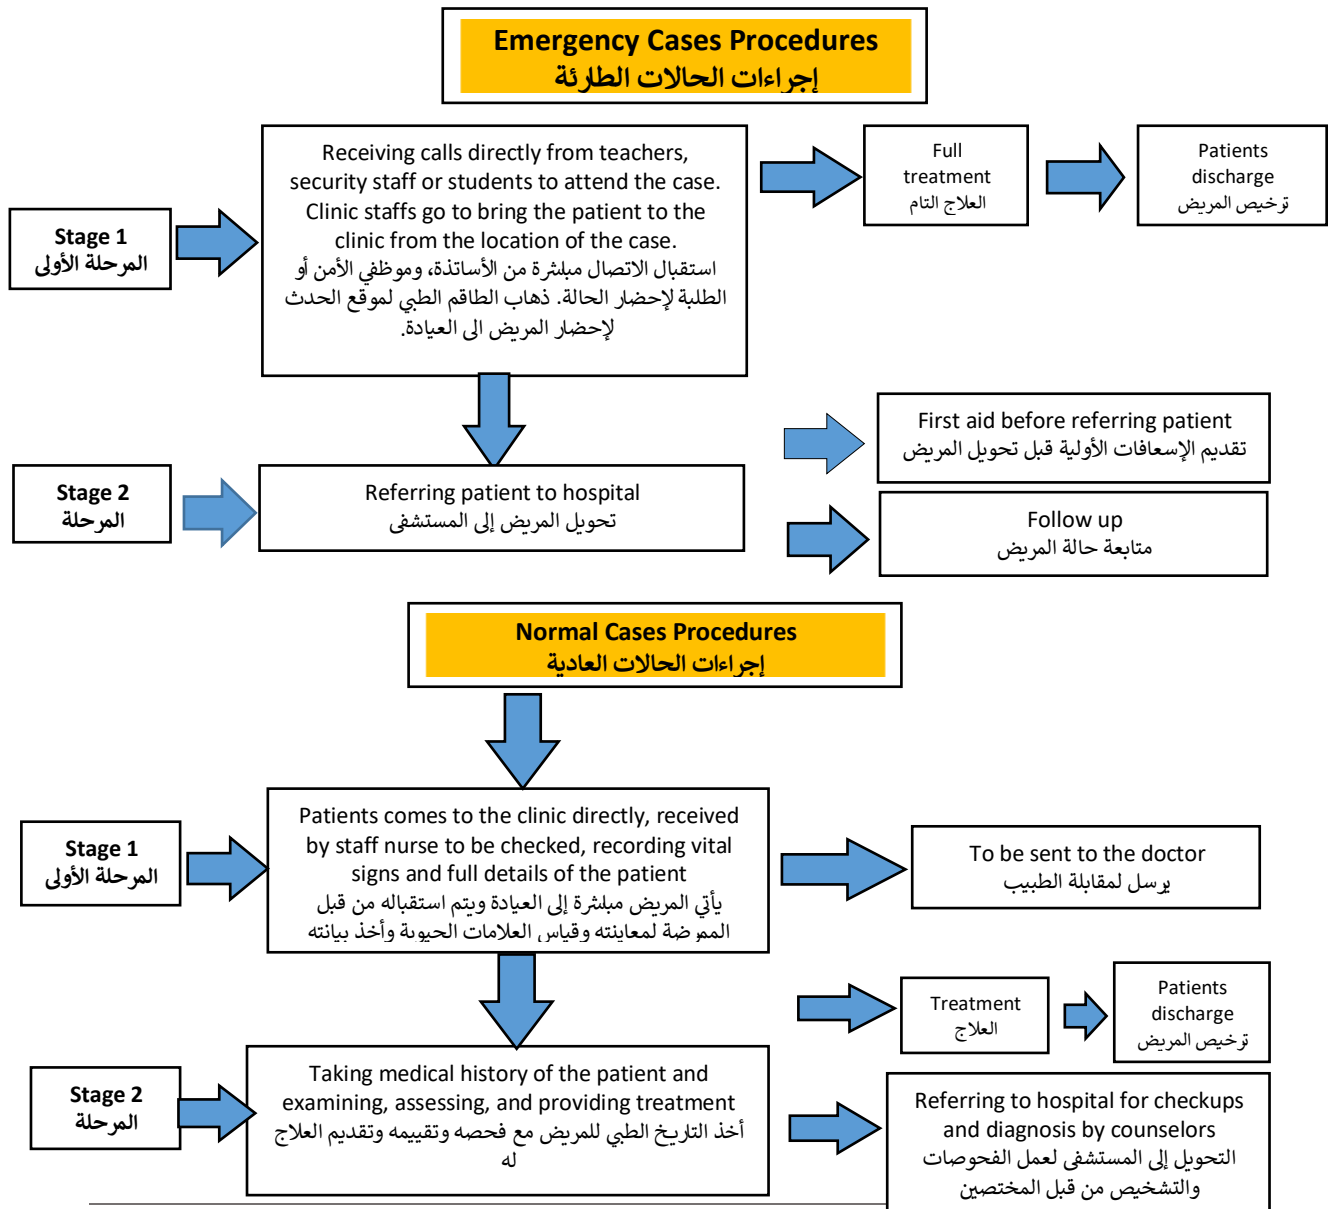 Emergency Cases Procedures
إجراءات الحالات الطارئة
Stage 1
المرحلة الأولى
Receiving calls directly from teachers,
security staff or students to attend the case.
Clinic staffs go to bring the patient to the
clinic from the location of the case.
استقبال الاتصال مبلثرة من الأساتذة، وموظفي الأمن أو
الطلبة لإحضار الحالة. ذهاب الطاقم الطبي لموقع الحدث
لإحضار المريض الى العيادة.
Full
treatment
العلاج التام
Patients
discharge
ترخيص المريض
Stage 2
المرحلة
Referring patient to hospital
تحويل المريض إلى المستشفى
First aid before referring patient
تقديم الإسعافات الأولية قبل تحويل المريض
Follow up
متابعة حالة المريض
Normal Cases Procedures
إجراءات الحالات العادية
Stage 1
المرحلة الأولى
Patients comes to the clinic directly, received
by staff nurse to be checked, recording vital
signs and full details of the patient
يأتي المريض مبلثرة إلى العيادة ويتم استقباله من قبل
الممرضة لمعاينته وقياس العلامات الحيوية وأخذ بيانته
To be sent to the doctor
يرسل لمقابلة الطبيب
Stage 2
المرحلة
Taking medical history of the patient and
examining, assessing, and providing treatment
أخذ التاريخ الطبي للمريض مع فحصه وتقييمه وتقديم العلاج
له
Treatment
العلاج
Patients
discharge
ترخيص المريض
Referring to hospital for checkups
and diagnosis by counselors
التحويل إلى المستشفى لعمل الفحوصات
والتشخيص من قبل المختصين